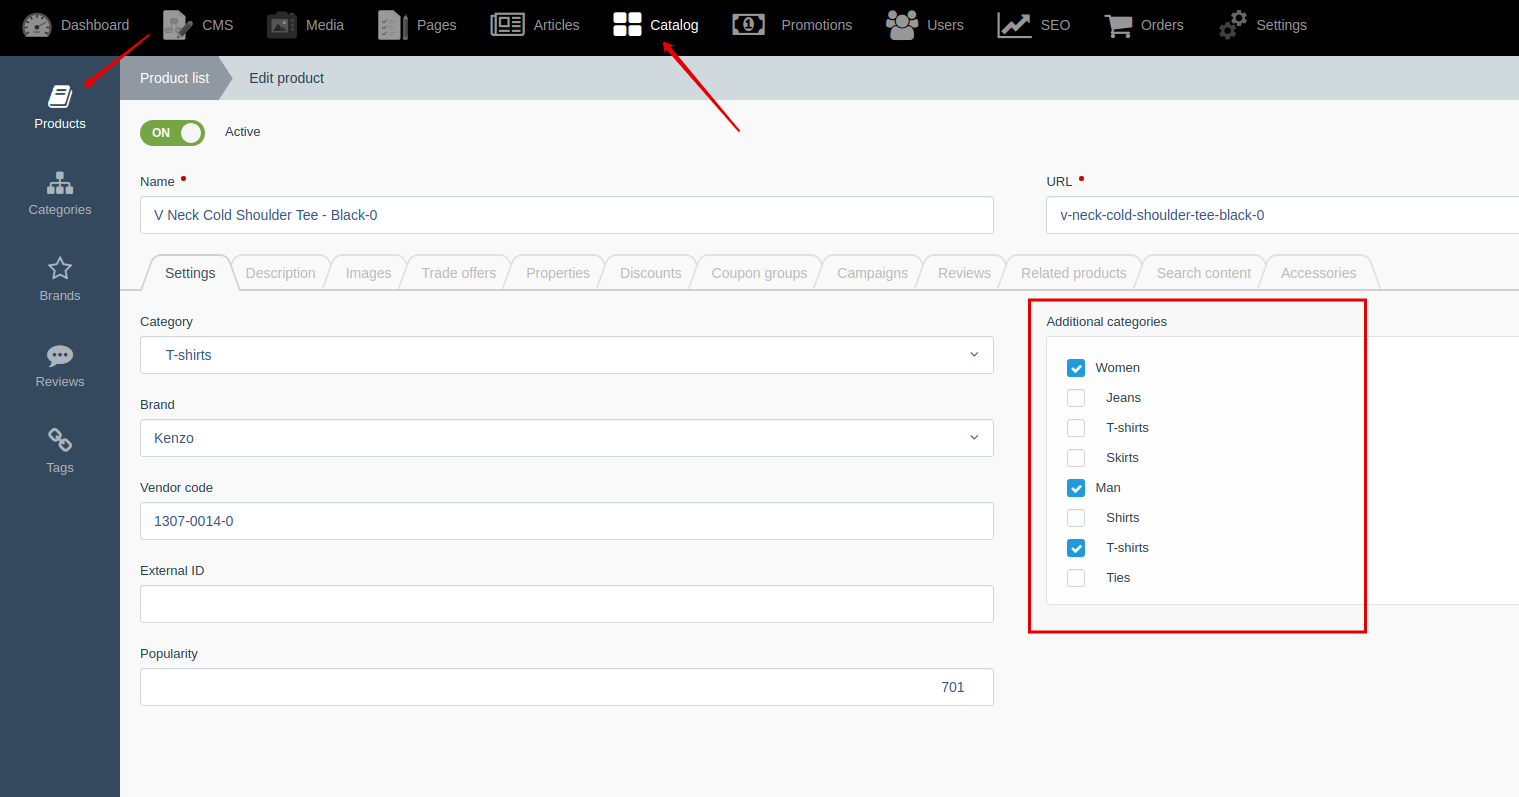 Dashboard CMS Media Pages Articles Catalog Promotions Users SEO Orders Settings
Products
Categories
Brands
Reviews
Tags
Product list Edit product
ON Active
Name URL
V Neck Cold Shoulder Tee - Black-0 v-neck-cold-shoulder-tee-black-0
Settings Description Images Trade offers Properties Discounts Coupon groups Campaigns Reviews Related products Search content Accessories
Category
T-shirts
Brand
Kenzo
Vendor code
1307-0014-0
External ID
Popularity
701
Additional categories
Women
Jeans
T-shirts
Skirts
Man
Shirts
T-shirts
Ties